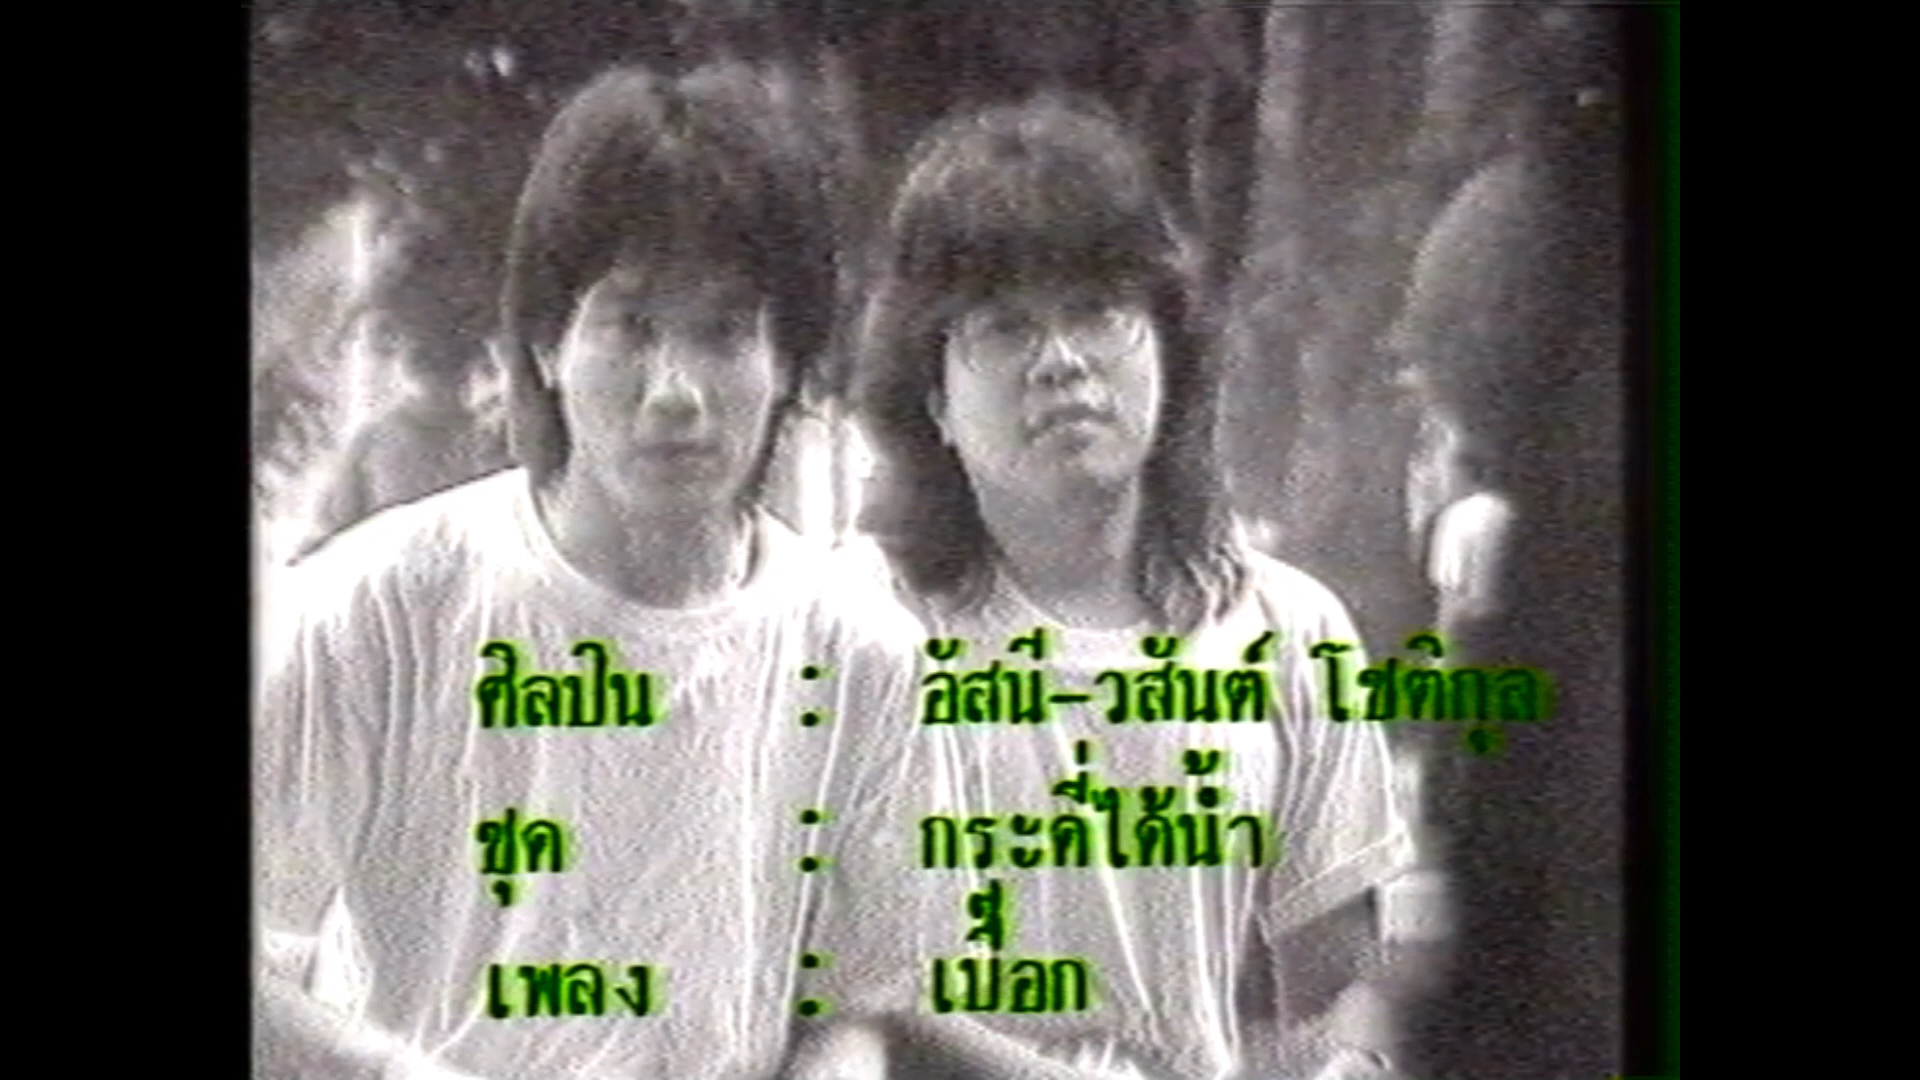 ศิลปิน : อัสนี-วสันต์ โชติกุล
ชุด : กระดี่ได้น้ำ
เพลง : เบื๊อก